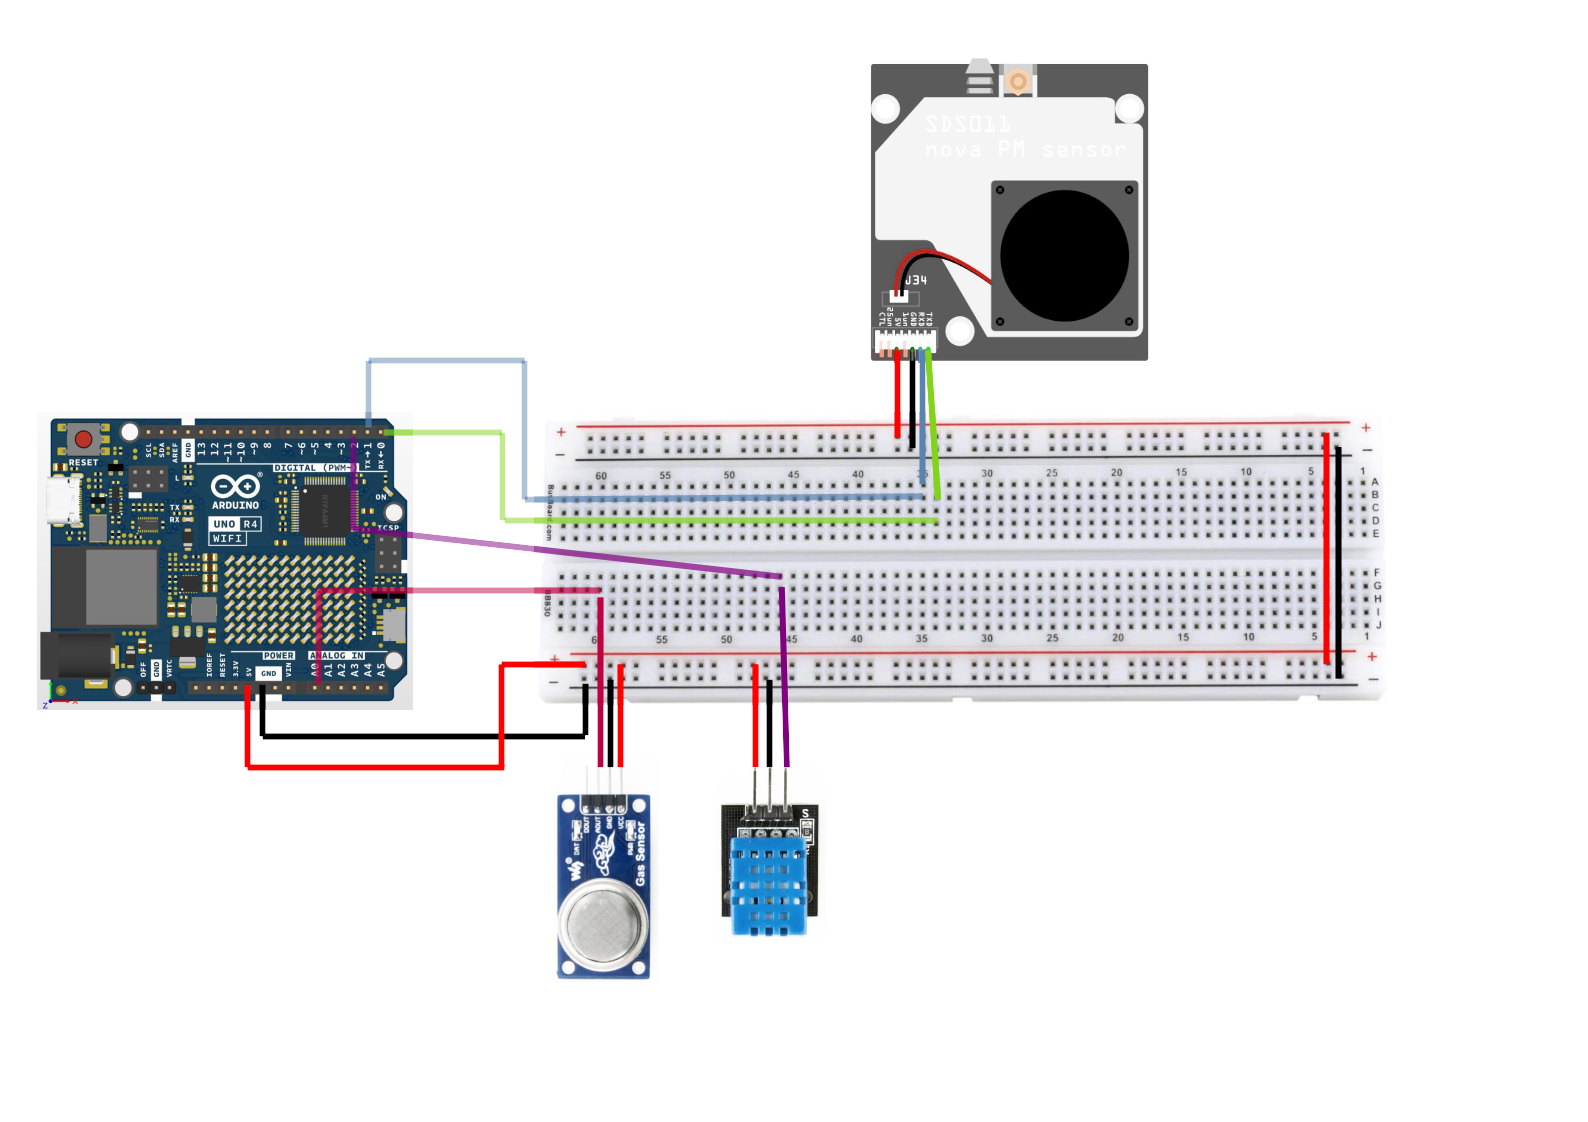 SDS011
nova PM sensor
J34
CTL
25um
5V
1um
GND
RXD
TXD
RESET
SCL
SDA
AREF
GND
13
12
~11
~10
~9
8
7
~6
~5
4
~3
2
TX→1
RX←0
DIGITAL (PWM~)
L
ARDUINO
®
TX
RX
UNO R4
WIFI
ON
ICSP
OFF
GND
VRTC
IOREF
RESET
3.3V
5V
GND
VIN
POWER
ANALOG IN
A0
A1
A2
A3
A4
A5
Z
X
+ +
− −
60 55 50 45 40 35 30 25 20 15 10 5 1
A
B
C
D
E
BusBoard.com
F
G
H
I
J
BB830
55 50 45 40 35 30 25 20 15 10 5 1
+ +
− −
DOUT
AOUT
GND
VCC
DAT
PWR
Gas Sensor
S